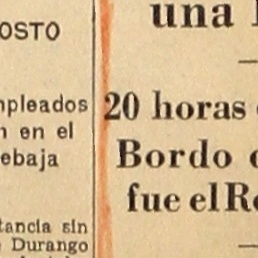 OSTO
mpleados
n en el
ebaja
tancia sin
Durango
una
20 horas
Bordo
fue el Re